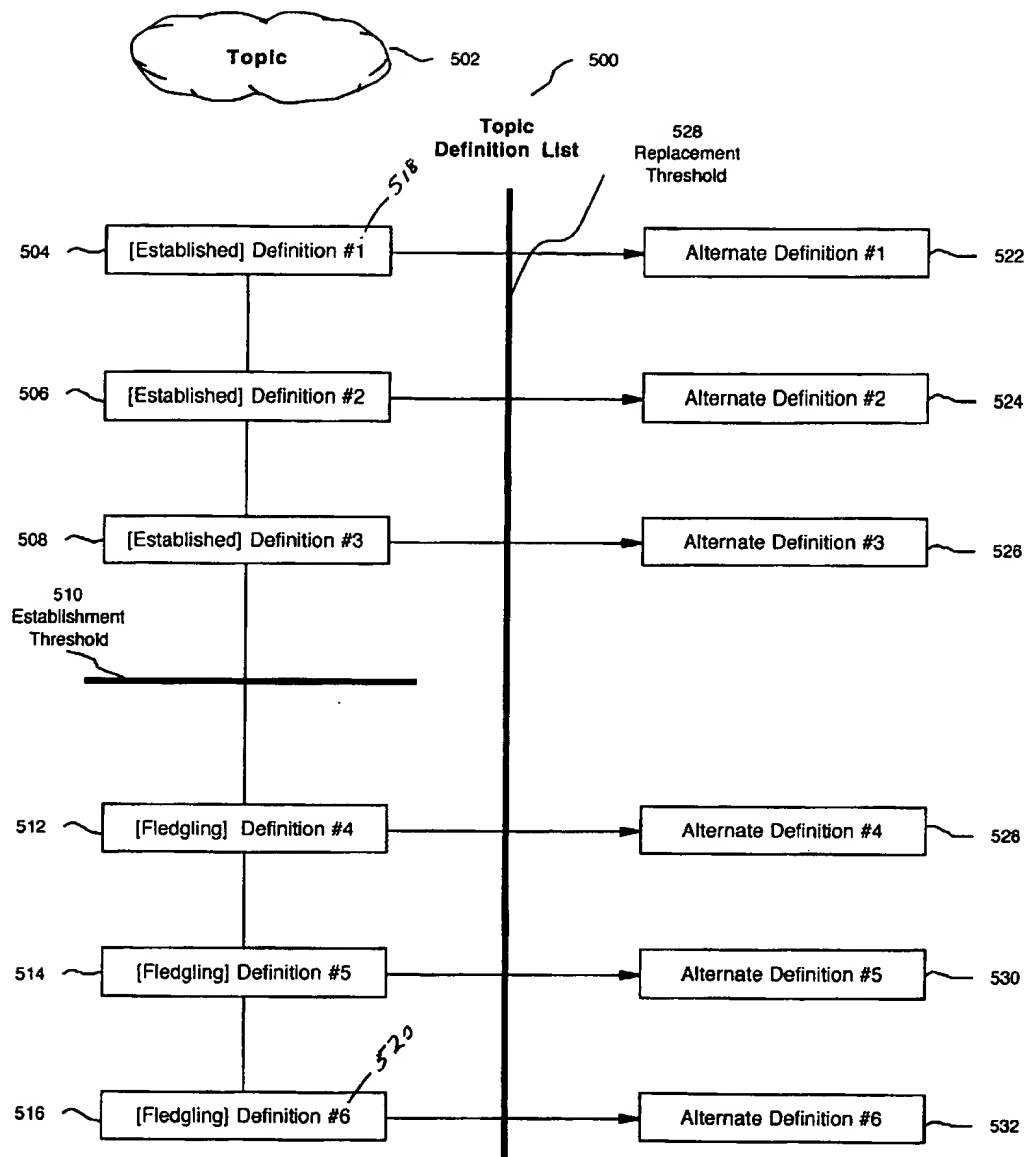 Topic
502
500
Topic
Definition List
528
Replacement
Threshold
518
504
[Established] Definition #1
Alternate Definition #1
522
506
[Established] Definition #2
Alternate Definition #2
524
508
[Established] Definition #3
Alternate Definition #3
526
510
Establishment
Threshold
512
[Fledgling] Definition #4
Alternate Definition #4
528
514
[Fledgling] Definition #5
Alternate Definition #5
530
520
516
[Fledgling] Definition #6
Alternate Definition #6
532